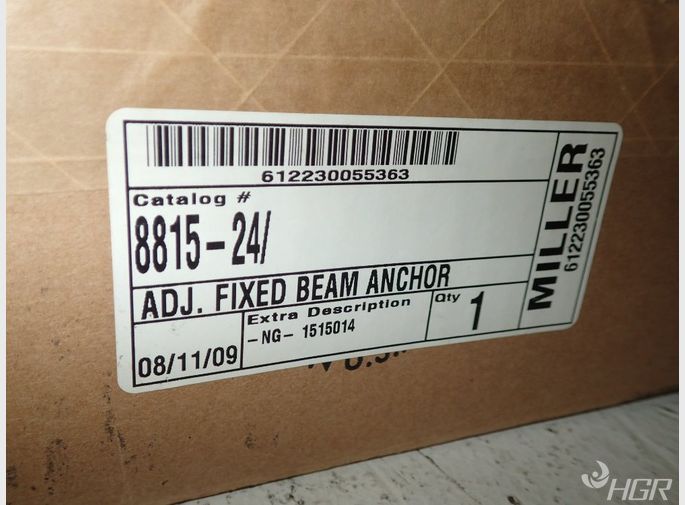 612230055363
Catalog #
8815-24/
ADJ. FIXED BEAM ANCHOR
08/11/09
Extra Description
-NG- 1515014
Qty
1
MILLER
612230055363
HGR